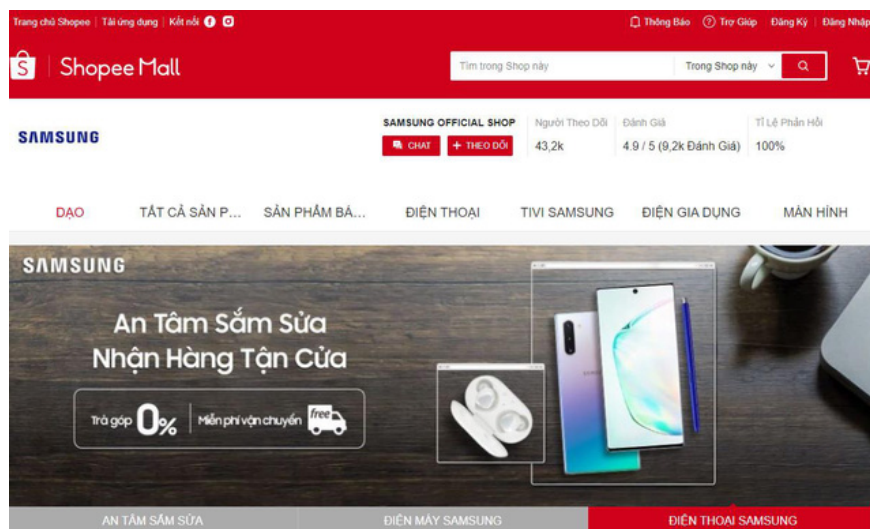 Trang chủ Shopee | Tải ứng dụng | Kết nối
Thông Báo Trợ Giúp Đăng Ký | Đăng Nhập
Shopee Mall
Tìm trong Shop này
Trong Shop này
SAMSUNG
SAMSUNG OFFICIAL SHOP
CHAT
+ THEO DÕI
Người Theo Dõi
43,2k
Đánh Giá
4.9 / 5 (9,2k Đánh Giá)
Tỉ Lệ Phản Hồi
100%
DẠO TẤT CẢ SẢN P... SẢN PHẨM BÁ... ĐIỆN THOẠI TIVI SAMSUNG ĐIỆN GIA DỤNG MÀN HÌNH
SAMSUNG
An Tâm Sắm Sửa
Nhận Hàng Tận Cửa
Trả góp 0% Miễn phí vận chuyển free
AN TÂM SẮM SỬA ĐIỆN MÁY SAMSUNG ĐIỆN THOẠI SAMSUNG